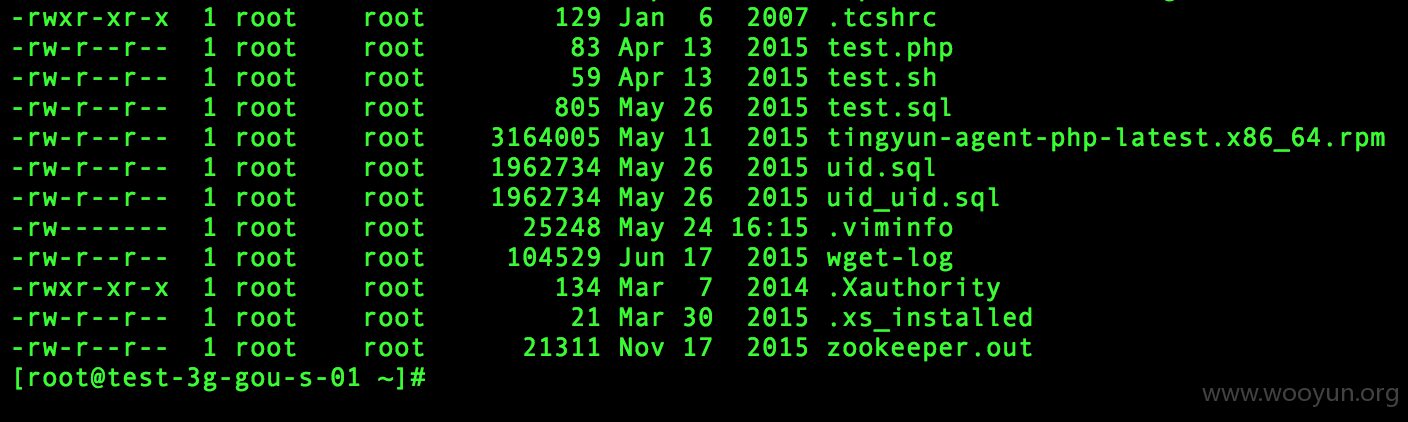 -rwxr-xr-x  1 root    root        129 Jan  6  2007 .tcshrc
-rw-r--r--  1 root    root         83 Apr 13  2015 test.php
-rw-r--r--  1 root    root         59 Apr 13  2015 test.sh
-rw-r--r--  1 root    root        805 May 26  2015 test.sql
-rw-r--r--  1 root    root    3164005 May 11  2015 tingyun-agent-php-latest.x86_64.rpm
-rw-r--r--  1 root    root    1962734 May 26  2015 uid.sql
-rw-r--r--  1 root    root    1962734 May 26  2015 uid_uid.sql
-rw-------  1 root    root      25248 May 24 16:15 .viminfo
-rw-r--r--  1 root    root     104529 Jun 17  2015 wget-log
-rwxr-xr-x  1 root    root        134 Mar  7  2014 .Xauthority
-rw-r--r--  1 root    root         21 Mar 30  2015 .xs_installed
-rw-r--r--  1 root    root      21311 Nov 17  2015 zookeeper.out
[root@test-3g-gou-s-01 ~]#
www.wooyun.org